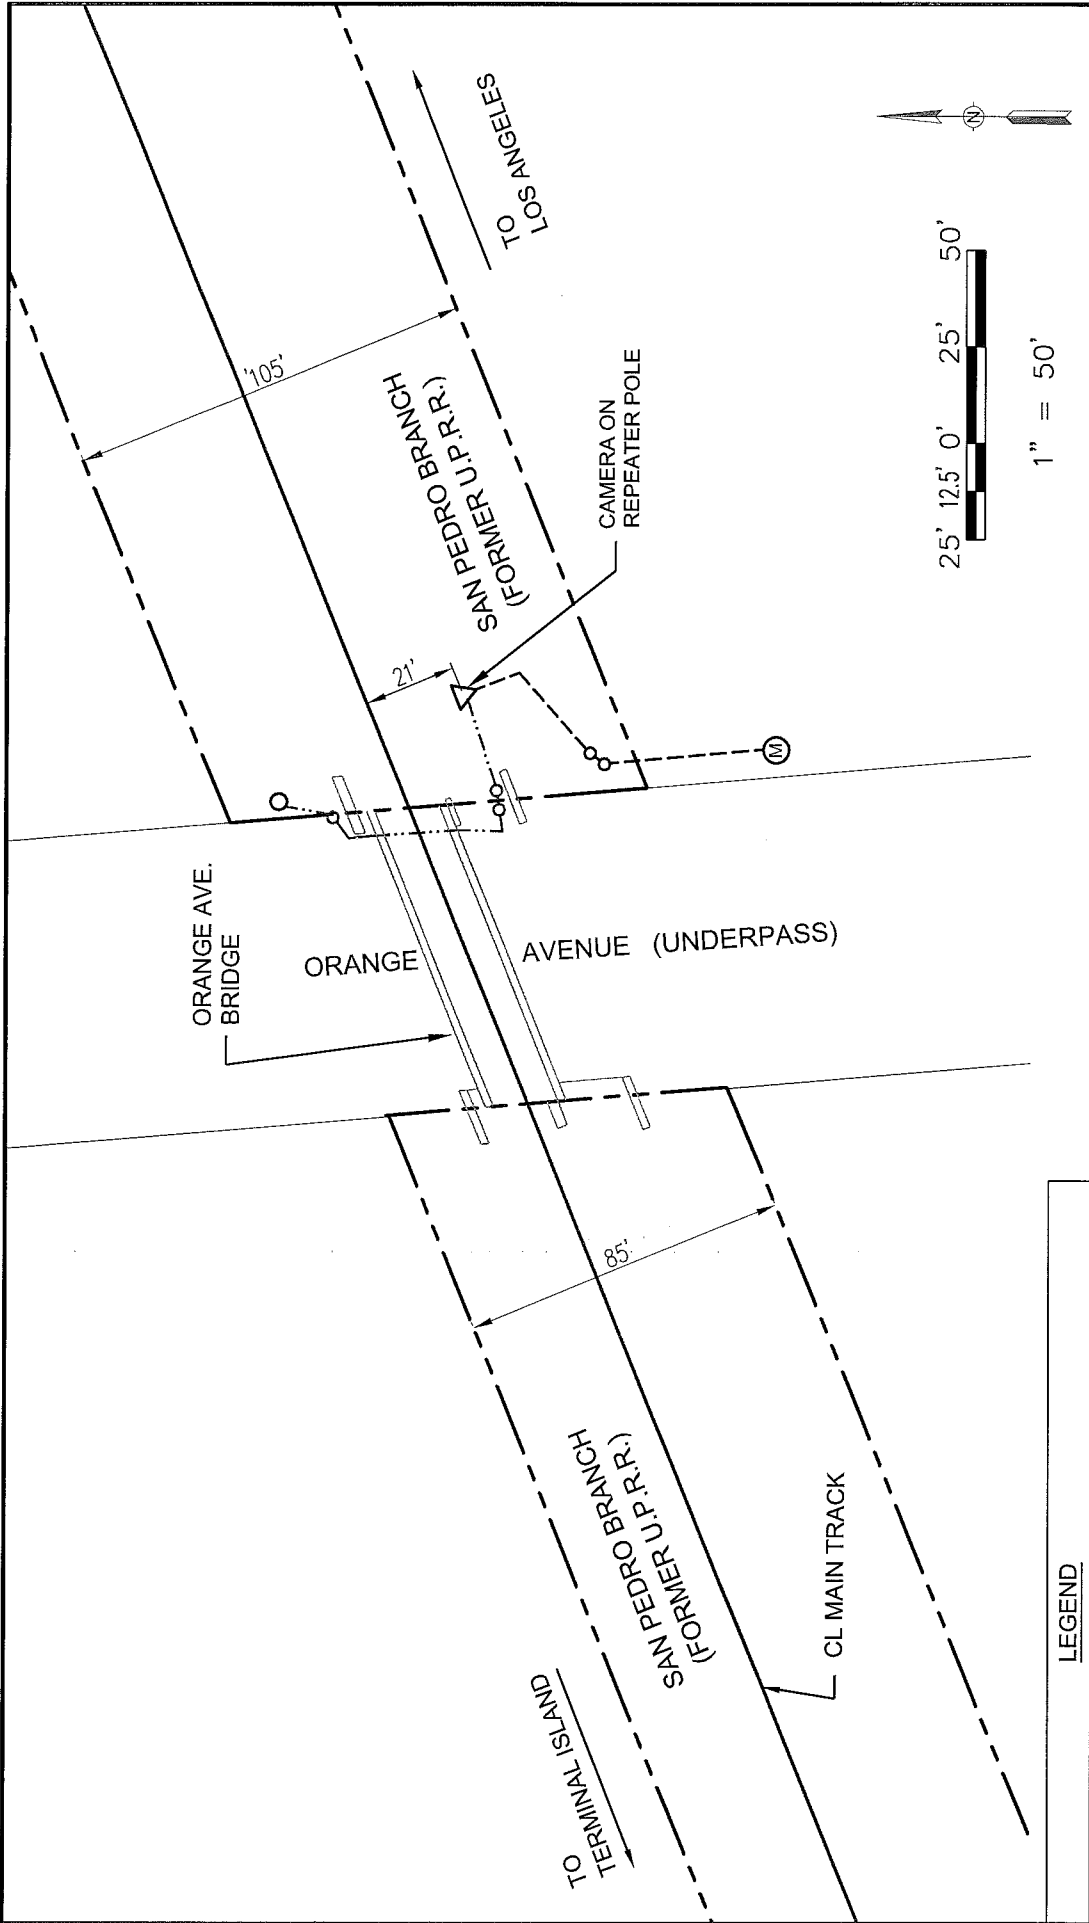 TO
LOS ANGELES
'105'
SAN PEDRO BRANCH
(FORMER U.P.R.R.)
CAMERA ON
REPEATER POLE
21'
N
25' 12.5' 0' 25' 50'
1" = 50'
M
ORANGE AVE.
BRIDGE
ORANGE
AVENUE (UNDERPASS)
85'
SAN PEDRO BRANCH
(FORMER U.P.R.R.)
TO
TERMINAL ISLAND
CL MAIN TRACK
LEGEND